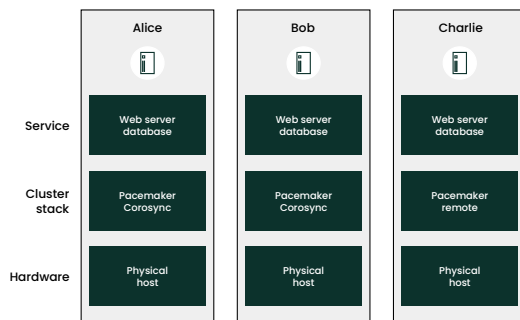 Alice
Bob
Charlie
Service
Web server
database
Web server
database
Web server
database
Cluster
stack
Pacemaker
Corosync
Pacemaker
Corosync
Pacemaker
remote
Hardware
Physical
host
Physical
host
Physical
host